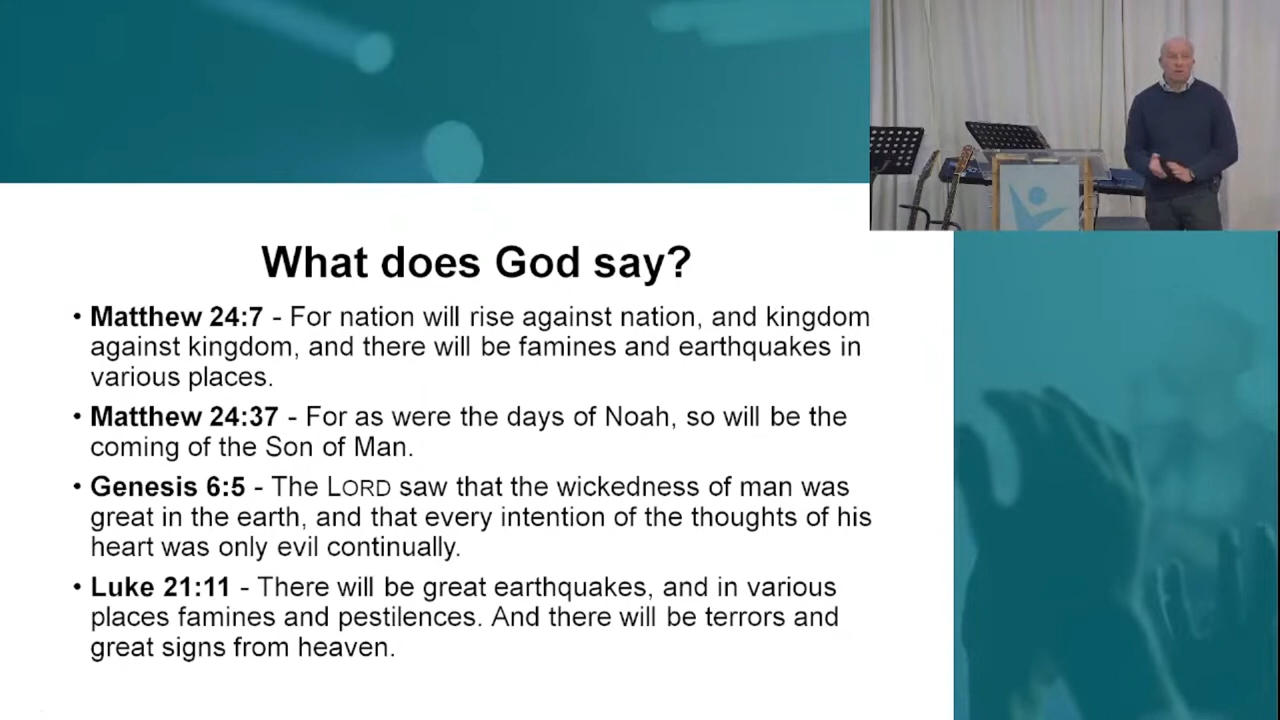 What does God say?
• Matthew 24:7 - For nation will rise against nation, and kingdom
against kingdom, and there will be famines and earthquakes in
various places.
• Matthew 24:37 - For as were the days of Noah, so will be the
coming of the Son of Man.
• Genesis 6:5 - The LORD saw that the wickedness of man was
great in the earth, and that every intention of the thoughts of his
heart was only evil continually.
• Luke 21:11 - There will be great earthquakes, and in various
places famines and pestilences. And there will be terrors and
great signs from heaven.